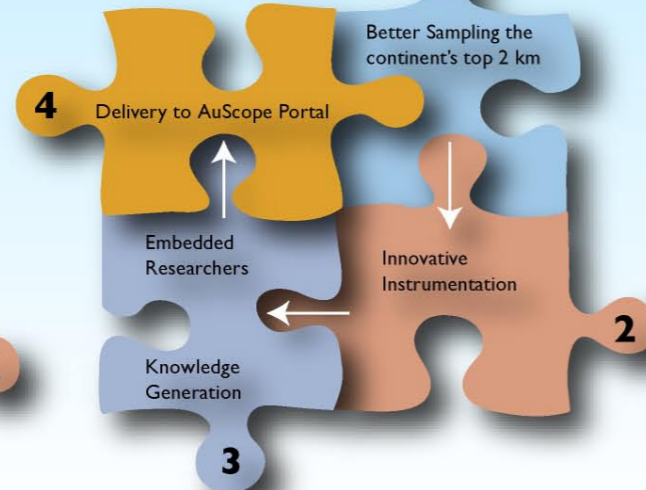 Better Sampling the
continent's top 2 km
4
Delivery to AuScope Portal
Embedded
Researchers
Innovative
Instrumentation
2
Knowledge
Generation
3